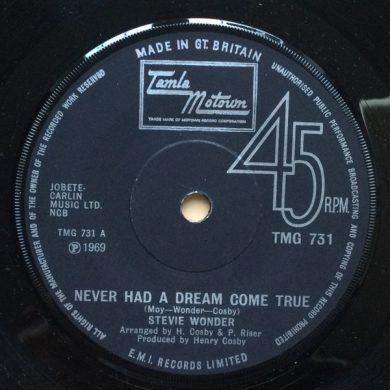 MADE IN GT. BRITAIN
Tamla
Motown
TRADE MARK OF MOTOWN RECORD CORPORATION
45
R.P.M.
TMG 731
JOBETE-
CARLIN
MUSIC LTD.
NCB
TMG 731 A
Ⓟ 1969
NEVER HAD A DREAM COME TRUE
(Moy—Wonder—Cosby)
STEVIE WONDER
Arranged by H. Cosby & P. Riser
Produced by Henry Cosby
E.M.I. RECORDS LIMITED
ALL RIGHTS OF THE MANUFACTURER AND OF THE OWNER OF THE RECORDED WORK RESERVED
UNAUTHORISED PUBLIC PERFORMANCE BROADCASTING AND COPYING OF THIS RECORD PROHIBITED